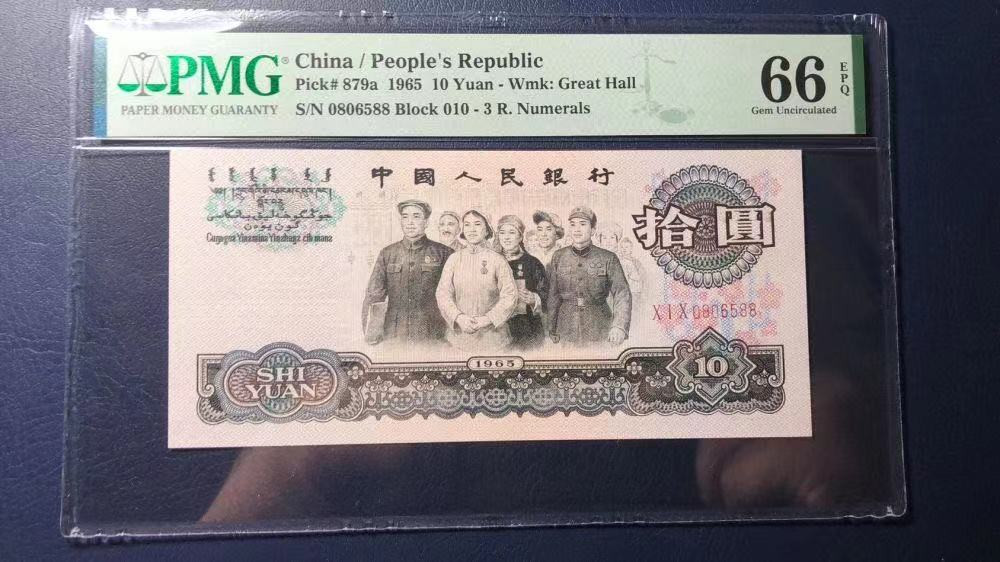 PMG®
PAPER MONEY GUARANTY
China / People's Republic
Pick# 879a 1965 10 Yuan - Wmk: Great Hall
S/N 0806588 Block 010 - 3 R. Numerals
66 EPQ
Gem Uncirculated
中國人民銀行
拾圓
X I X 0806588
1965
SHI
YUAN
10